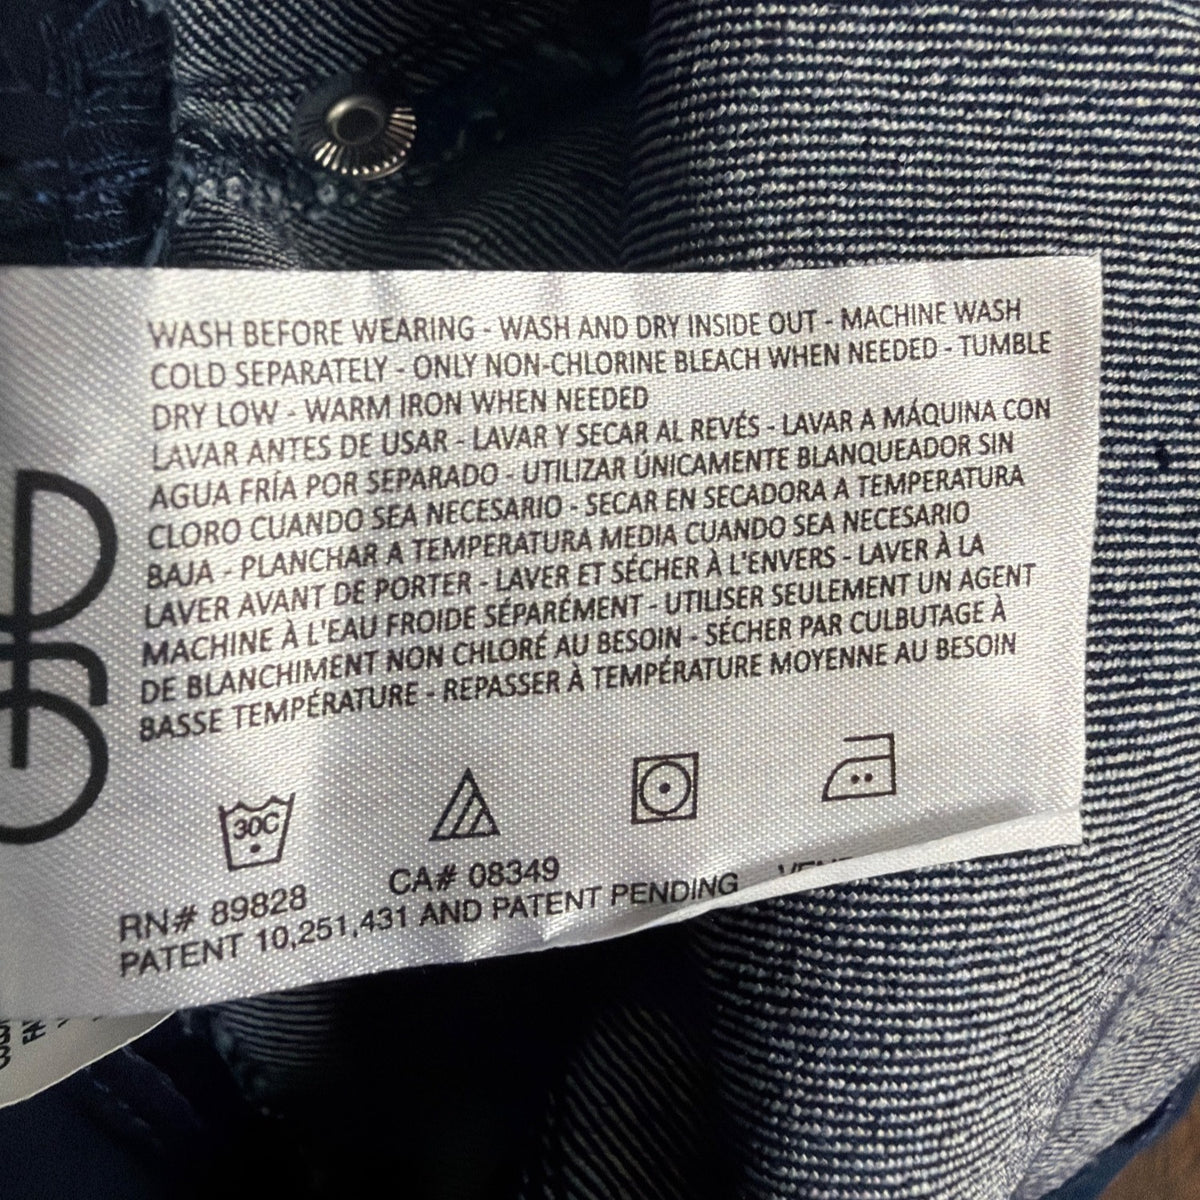 WASH BEFORE WEARING - WASH AND DRY INSIDE OUT - MACHINE WASH
COLD SEPARATELY - ONLY NON-CHLORINE BLEACH WHEN NEEDED - TUMBLE
DRY LOW - WARM IRON WHEN NEEDED
LAVAR ANTES DE USAR - LAVAR Y SECAR AL REVÉS - LAVAR A MÁQUINA CON
AGUA FRÍA POR SEPARADO - UTILIZAR ÚNICAMENTE BLANQUEADOR SIN
CLORO CUANDO SEA NECESARIO - SECAR EN SECADORA A TEMPERATURA
BAJA - PLANCHAR A TEMPERATURA MEDIA CUANDO SEA NECESARIO
LAVER AVANT DE PORTER - LAVER ET SÉCHER À L'ENVERS - LAVER À LA
MACHINE À L'EAU FROIDE SÉPARÉMENT - UTILISER SEULEMENT UN AGENT
DE BLANCHIMENT NON CHLORÉ AU BESOIN - SÉCHER PAR CULBUTAGE À
BASSE TEMPÉRATURE - REPASSER À TEMPÉRATURE MOYENNE AU BESOIN
30C
RN# 89828 CA# 08349
PATENT 10,251,431 AND PATENT PENDING